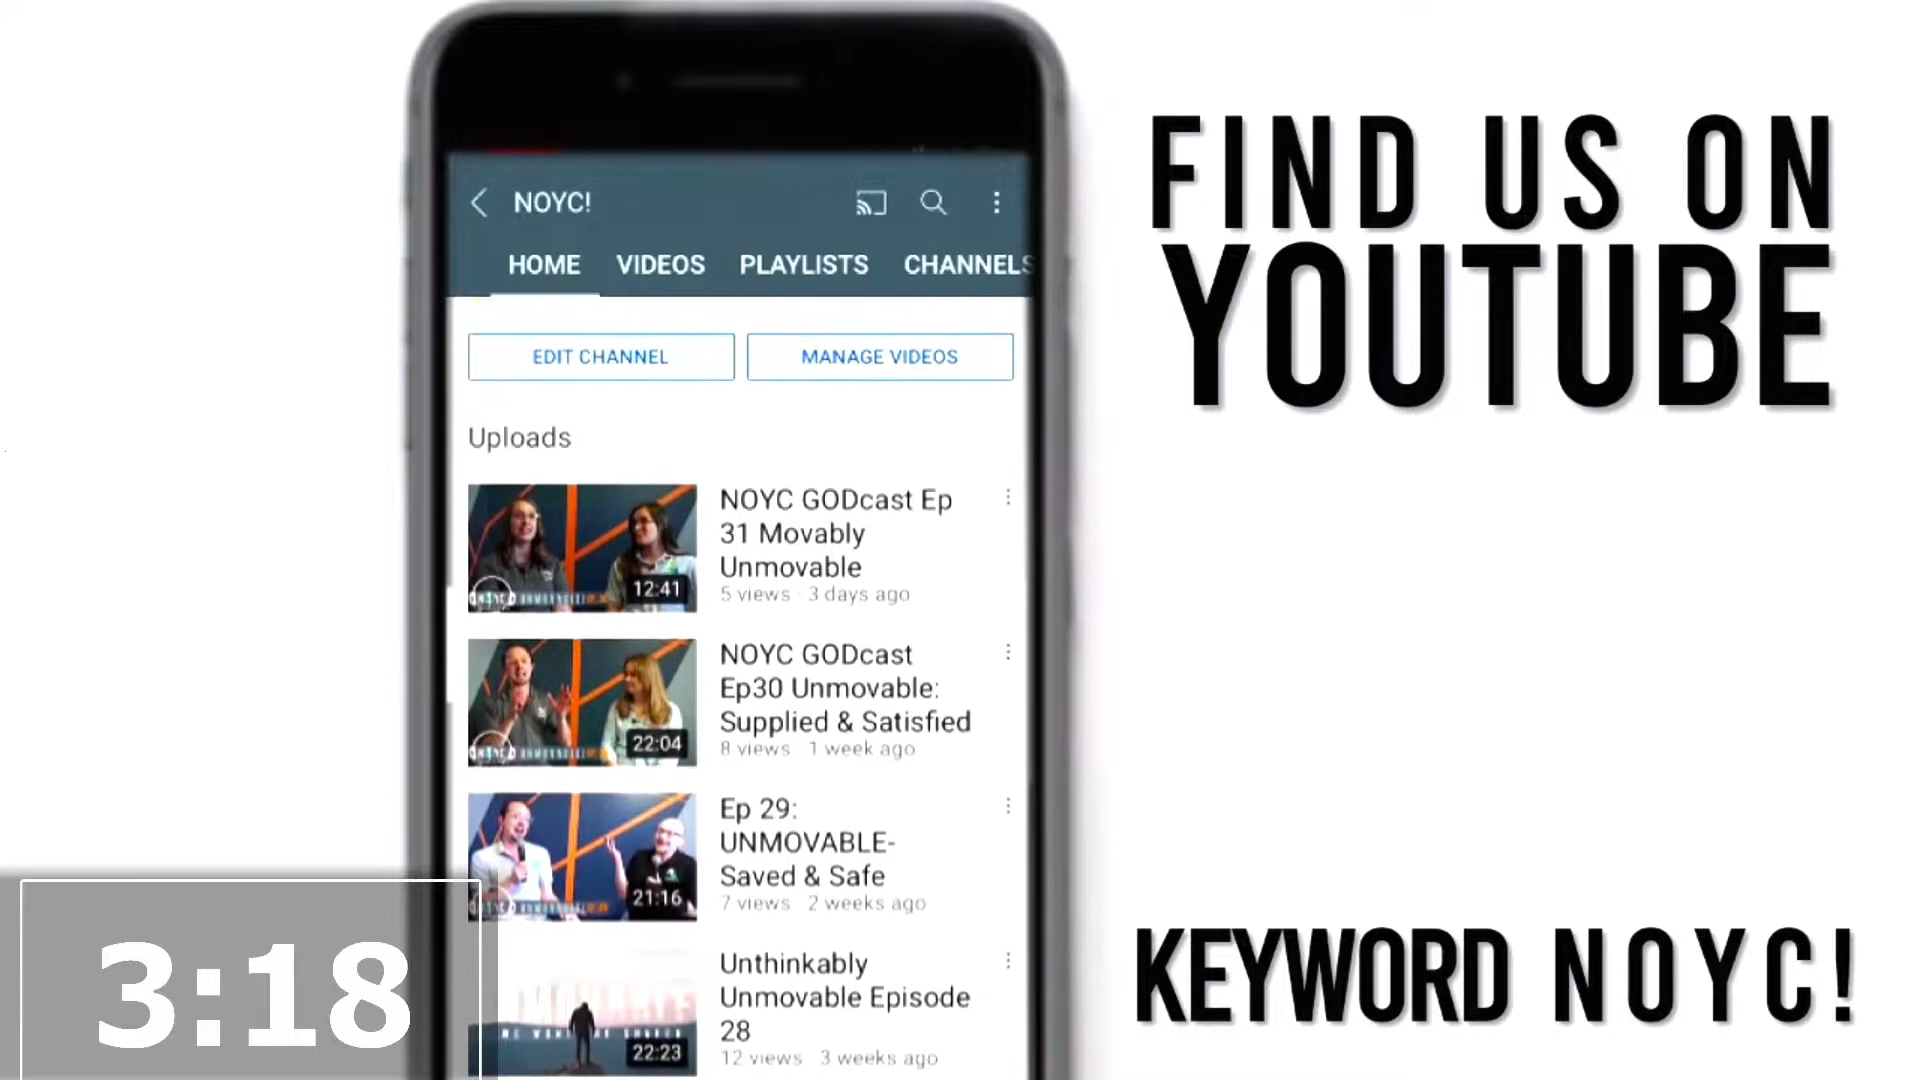 FIND US ON
YOUTUBE
NOYC!
HOME VIDEOS PLAYLISTS CHANNELS
EDIT CHANNEL MANAGE VIDEOS
Uploads
NOYC GODcast Ep
31 Movably
Unmovable
5 views · 3 days ago
12:41
NOYC GODcast
Ep30 Unmovable:
Supplied & Satisfied
8 views · 1 week ago
22:04
Ep 29:
UNMOVABLE-
Saved & Safe
7 views 2 weeks ago
21:16
Unthinkably
Unmovable Episode
28
12 views 3 weeks ago
22:23
3:18
KEYWORD NOYC!